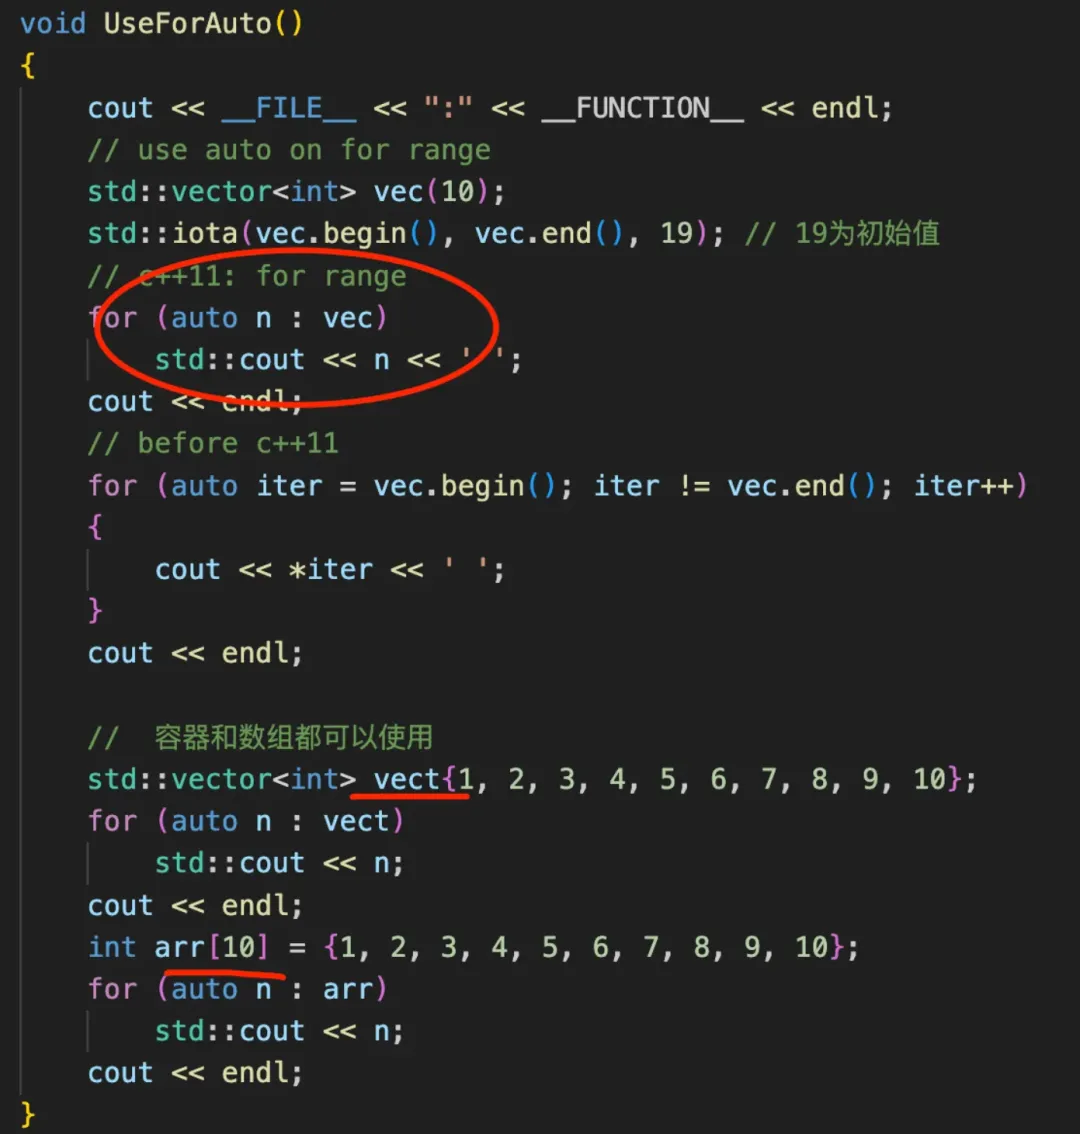 void UseForAuto()
{
    cout << __FILE__ << ":" << __FUNCTION__ << endl;
    // use auto on for range
    std::vector<int> vec(10);
    std::iota(vec.begin(), vec.end(), 19); // 19为初始值
    // c++11: for range
    for (auto n : vec)
        std::cout << n << ' ';
    cout << endl;
    // before c++11
    for (auto iter = vec.begin(); iter != vec.end(); iter++)
    {
        cout << *iter << ' ';
    }
    cout << endl;

    //  容器和数组都可以使用
    std::vector<int> vect{1, 2, 3, 4, 5, 6, 7, 8, 9, 10};
    for (auto n : vect)
        std::cout << n;
    cout << endl;
    int arr[10] = {1, 2, 3, 4, 5, 6, 7, 8, 9, 10};
    for (auto n : arr)
        std::cout << n;
    cout << endl;
}